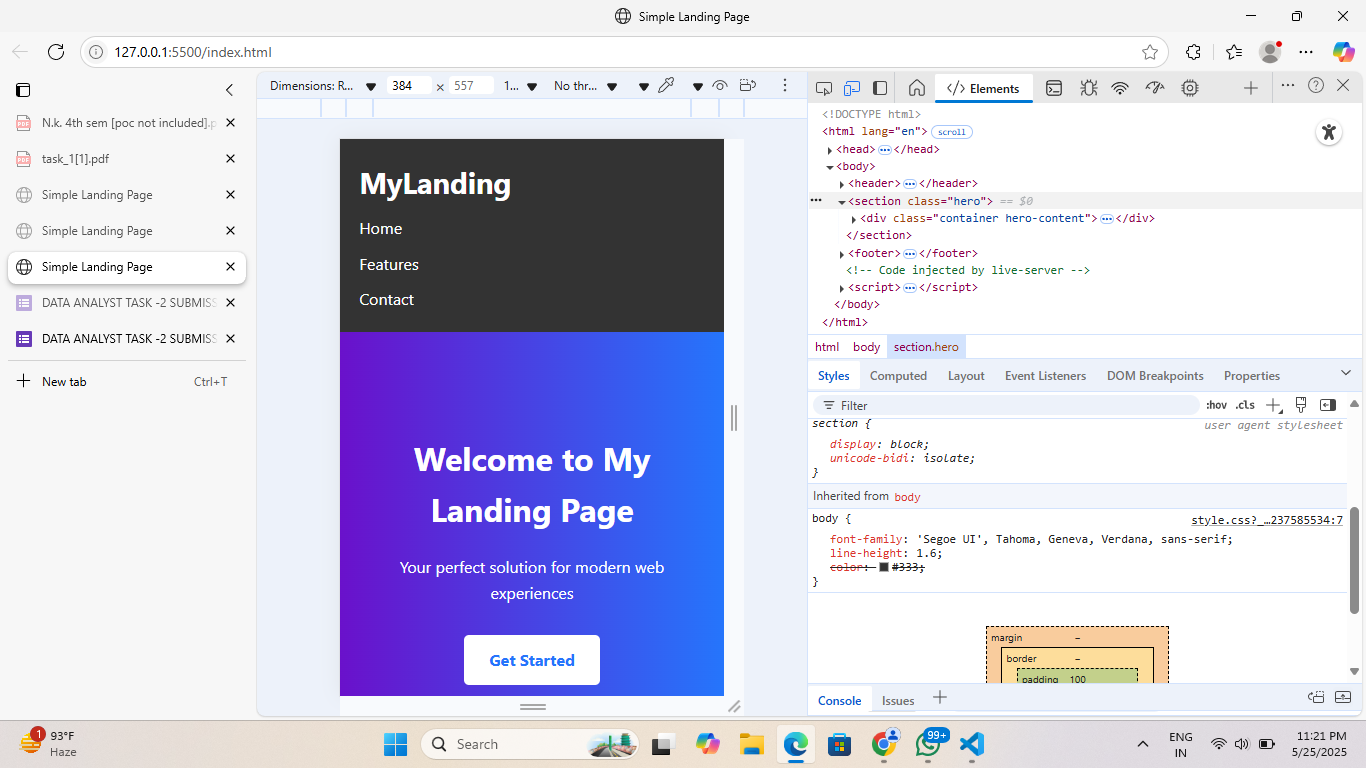 Simple Landing Page
127.0.0.1:5500/index.html
N.k. 4th sem [poc not included].p
task_1[1].pdf
Simple Landing Page
Simple Landing Page
Simple Landing Page
DATA ANALYST TASK -2 SUBMISS
DATA ANALYST TASK -2 SUBMISS
New tab Ctrl+T
Dimensions: R... 384 × 557 1... No thr...
MyLanding
Home
Features
Contact
Welcome to My
Landing Page
Your perfect solution for modern web
experiences
Get Started
</> Elements
<!DOCTYPE html>
<html lang="en"> scroll
<head> ••• </head>
<body>
<header> ••• </header>
••• <section class="hero"> == $0
<div class="container hero-content"> ••• </div>
</section>
<footer> ••• </footer>
<!-- Code injected by live-server -->
<script> ••• </script>
</body>
</html>
html body section.hero
Styles Computed Layout Event Listeners DOM Breakpoints Properties
Filter :hov .cls
section { user agent stylesheet
display: block;
unicode-bidi: isolate;
}
Inherited from body
body { style.css?_…237585534:7
font-family: 'Segoe UI', Tahoma, Geneva, Verdana, sans-serif;
line-height: 1.6;
color: #333;
}
margin –
border –
padding 100
Console Issues
1
93°F
Haze
Search
99+
ENG
IN
11:21 PM
5/25/2025